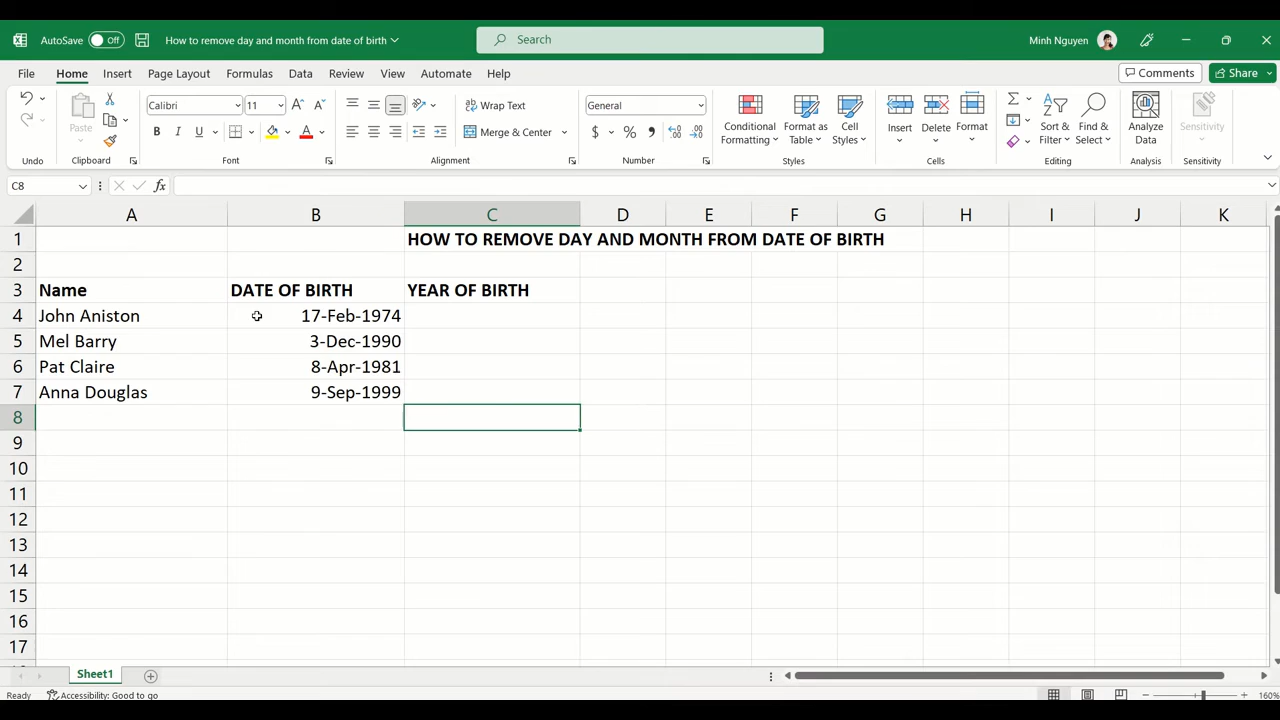 AutoSave Off How to remove day and month from date of birth Search Minh Nguyen
File Home Insert Page Layout Formulas Data Review View Automate Help Comments Share
Calibri 11 Wrap Text General
Paste B I U A Merge & Center $ % Conditional Formatting Format as Table Cell Styles Insert Delete Format Sort & Filter Find & Select Analyze Data Sensitivity
Undo Clipboard Font Alignment Number Styles Cells Editing Analysis Sensitivity
C8 fx
A B C D E F G H I J K
1 HOW TO REMOVE DAY AND MONTH FROM DATE OF BIRTH
2
3 Name DATE OF BIRTH YEAR OF BIRTH
4 John Aniston 17-Feb-1974
5 Mel Barry 3-Dec-1990
6 Pat Claire 8-Apr-1981
7 Anna Douglas 9-Sep-1999
8
9
10
11
12
13
14
15
16
17
Sheet1
Ready Accessibility: Good to go 160%